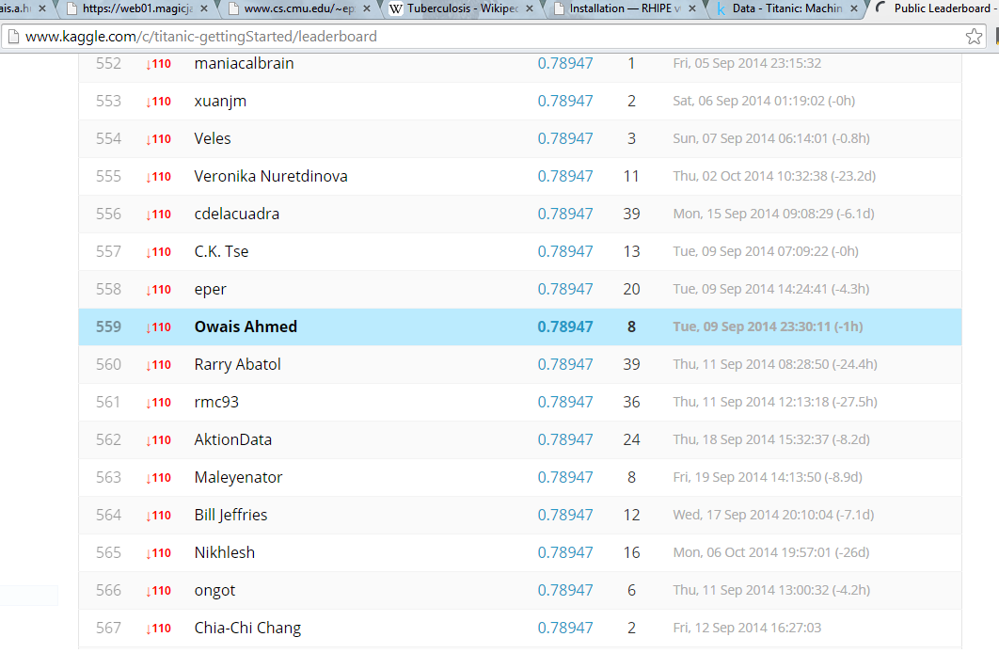 ais.a.h
https://web01.magicja
www.cs.cmu.edu/~ep
Tuberculosis - Wikiped
Installation — RHIPE v
Data - Titanic: Machin
Public Leaderboard -
www.kaggle.com/c/titanic-gettingStarted/leaderboard
552 ↓110 maniacalbrain 0.78947 1 Fri, 05 Sep 2014 23:15:32
553 ↓110 xuanjm 0.78947 2 Sat, 06 Sep 2014 01:19:02 (-0h)
554 ↓110 Veles 0.78947 3 Sun, 07 Sep 2014 06:14:01 (-0.8h)
555 ↓110 Veronika Nuretdinova 0.78947 11 Thu, 02 Oct 2014 10:32:38 (-23.2d)
556 ↓110 cdelacuadra 0.78947 39 Mon, 15 Sep 2014 09:08:29 (-6.1d)
557 ↓110 C.K. Tse 0.78947 13 Tue, 09 Sep 2014 07:09:22 (-0h)
558 ↓110 eper 0.78947 20 Tue, 09 Sep 2014 14:24:41 (-4.3h)
559 ↓110 Owais Ahmed 0.78947 8 Tue, 09 Sep 2014 23:30:11 (-1h)
560 ↓110 Rarry Abatol 0.78947 39 Thu, 11 Sep 2014 08:28:50 (-24.4h)
561 ↓110 rmc93 0.78947 36 Thu, 11 Sep 2014 12:13:18 (-27.5h)
562 ↓110 AktionData 0.78947 24 Thu, 18 Sep 2014 15:32:37 (-8.2d)
563 ↓110 Maleyenator 0.78947 8 Fri, 19 Sep 2014 14:13:50 (-8.9d)
564 ↓110 Bill Jeffries 0.78947 12 Wed, 17 Sep 2014 20:10:04 (-7.1d)
565 ↓110 Nikhlesh 0.78947 16 Mon, 06 Oct 2014 19:57:01 (-26d)
566 ↓110 ongot 0.78947 6 Thu, 11 Sep 2014 13:00:32 (-4.2h)
567 ↓110 Chia-Chi Chang 0.78947 2 Fri, 12 Sep 2014 16:27:03